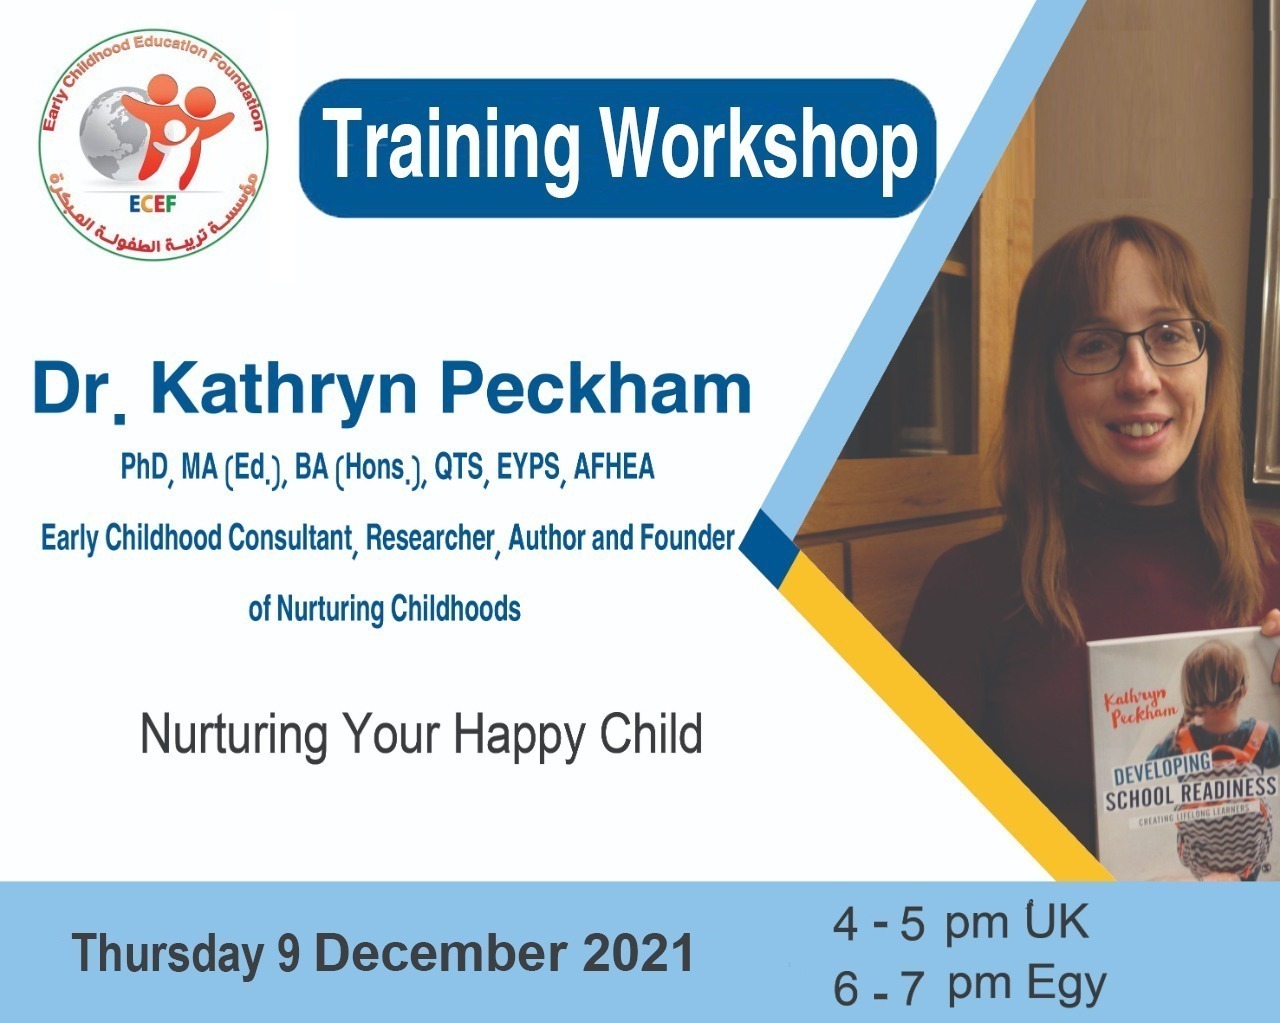 Early Childhood Education Foundation
ECEF
مؤسسة تربية الطفولة المبكرة
Training Workshop
Dr. Kathryn Peckham
PhD, MA (Ed.), BA (Hons.), QTS, EYPS, AFHEA
Early Childhood Consultant, Researcher, Author and Founder
of Nurturing Childhoods
Nurturing Your Happy Child
Kathryn
Peckham
DEVELOPING
SCHOOL READINESS
CREATING LIFELONG LEARNERS
Thursday 9 December 2021
4 - 5 pm UK
6 - 7 pm Egy